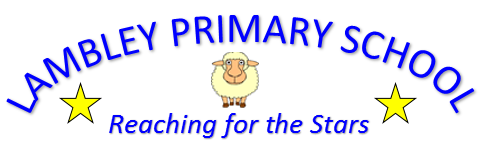 LAMBLEY PRIMARY SCHOOL
Reaching for the Stars